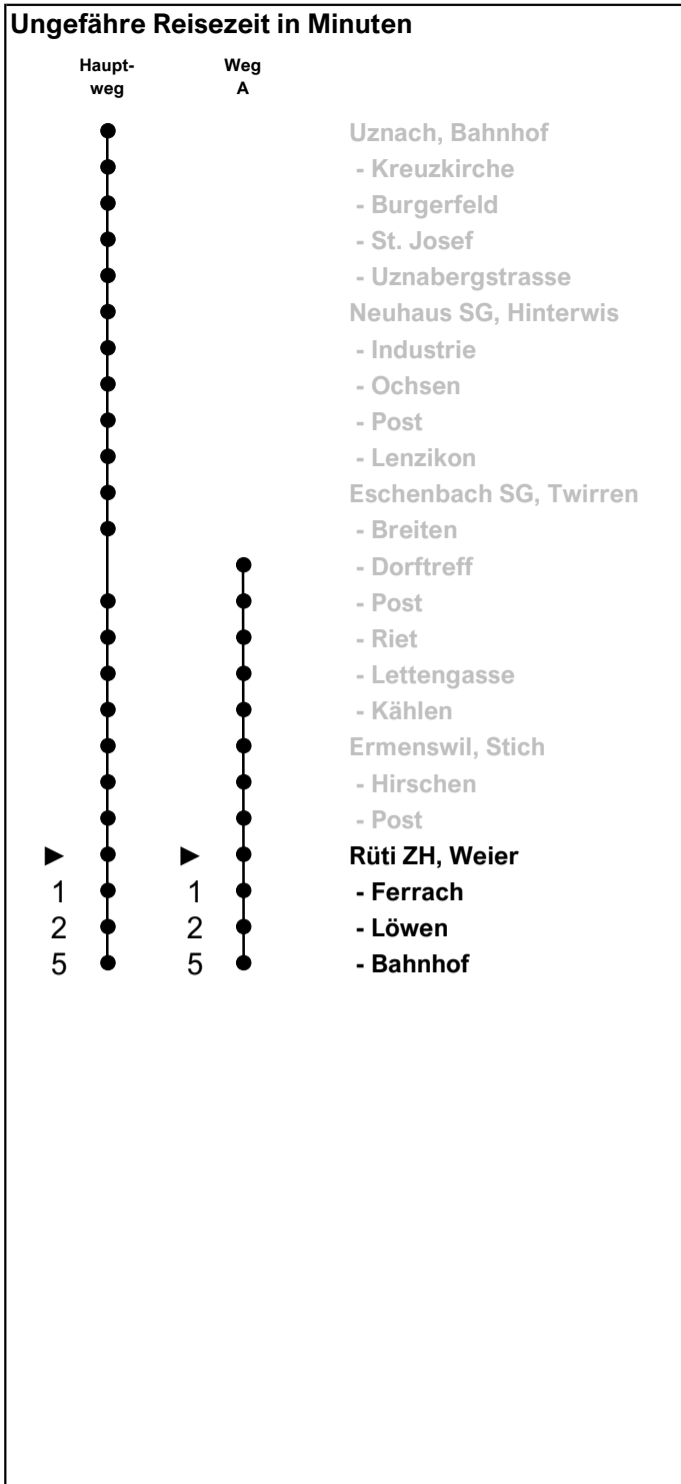 Ungefähre Reisezeit in Minuten
Haupt- Weg
weg A
Uznach, Bahnhof
- Kreuzkirche
- Burgerfeld
- St. Josef
- Uznabergstrasse
Neuhaus SG, Hinterwis
- Industrie
- Ochsen
- Post
- Lenzikon
Eschenbach SG, Twirren
- Breiten
- Dorftreff
- Post
- Riet
- Lettengasse
- Kählen
Ermenswil, Stich
- Hirschen
- Post
► ► Rüti ZH, Weier
1 1 - Ferrach
2 2 - Löwen
5 5 - Bahnhof